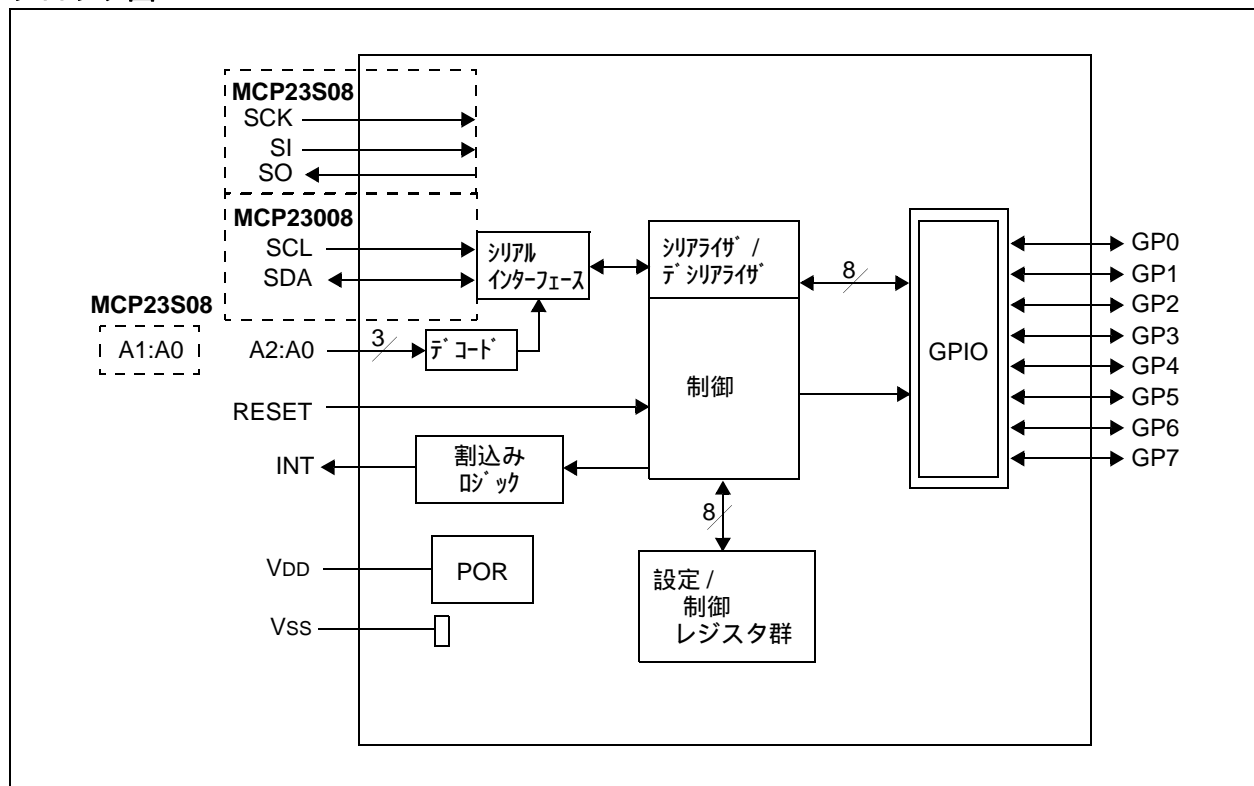 MCP23S08
SCK
SI
SO
MCP23008
SCL
SDA
MCP23S08
A1:A0
A2:A0
3
ﾃﾞｺｰﾄﾞ
ｼﾘｱﾙ
ｲﾝﾀｰﾌｪｰｽ
ｼﾘｱﾗｲｻﾞ /
ﾃﾞｼﾘｱﾗｲｻﾞ
8
制御
GPIO
GP0
GP1
GP2
GP3
GP4
GP5
GP6
GP7
RESET
INT
割込み
ﾛｼﾞｯｸ
8
VDD
POR
VSS
設定 /
制御
レジスタ群